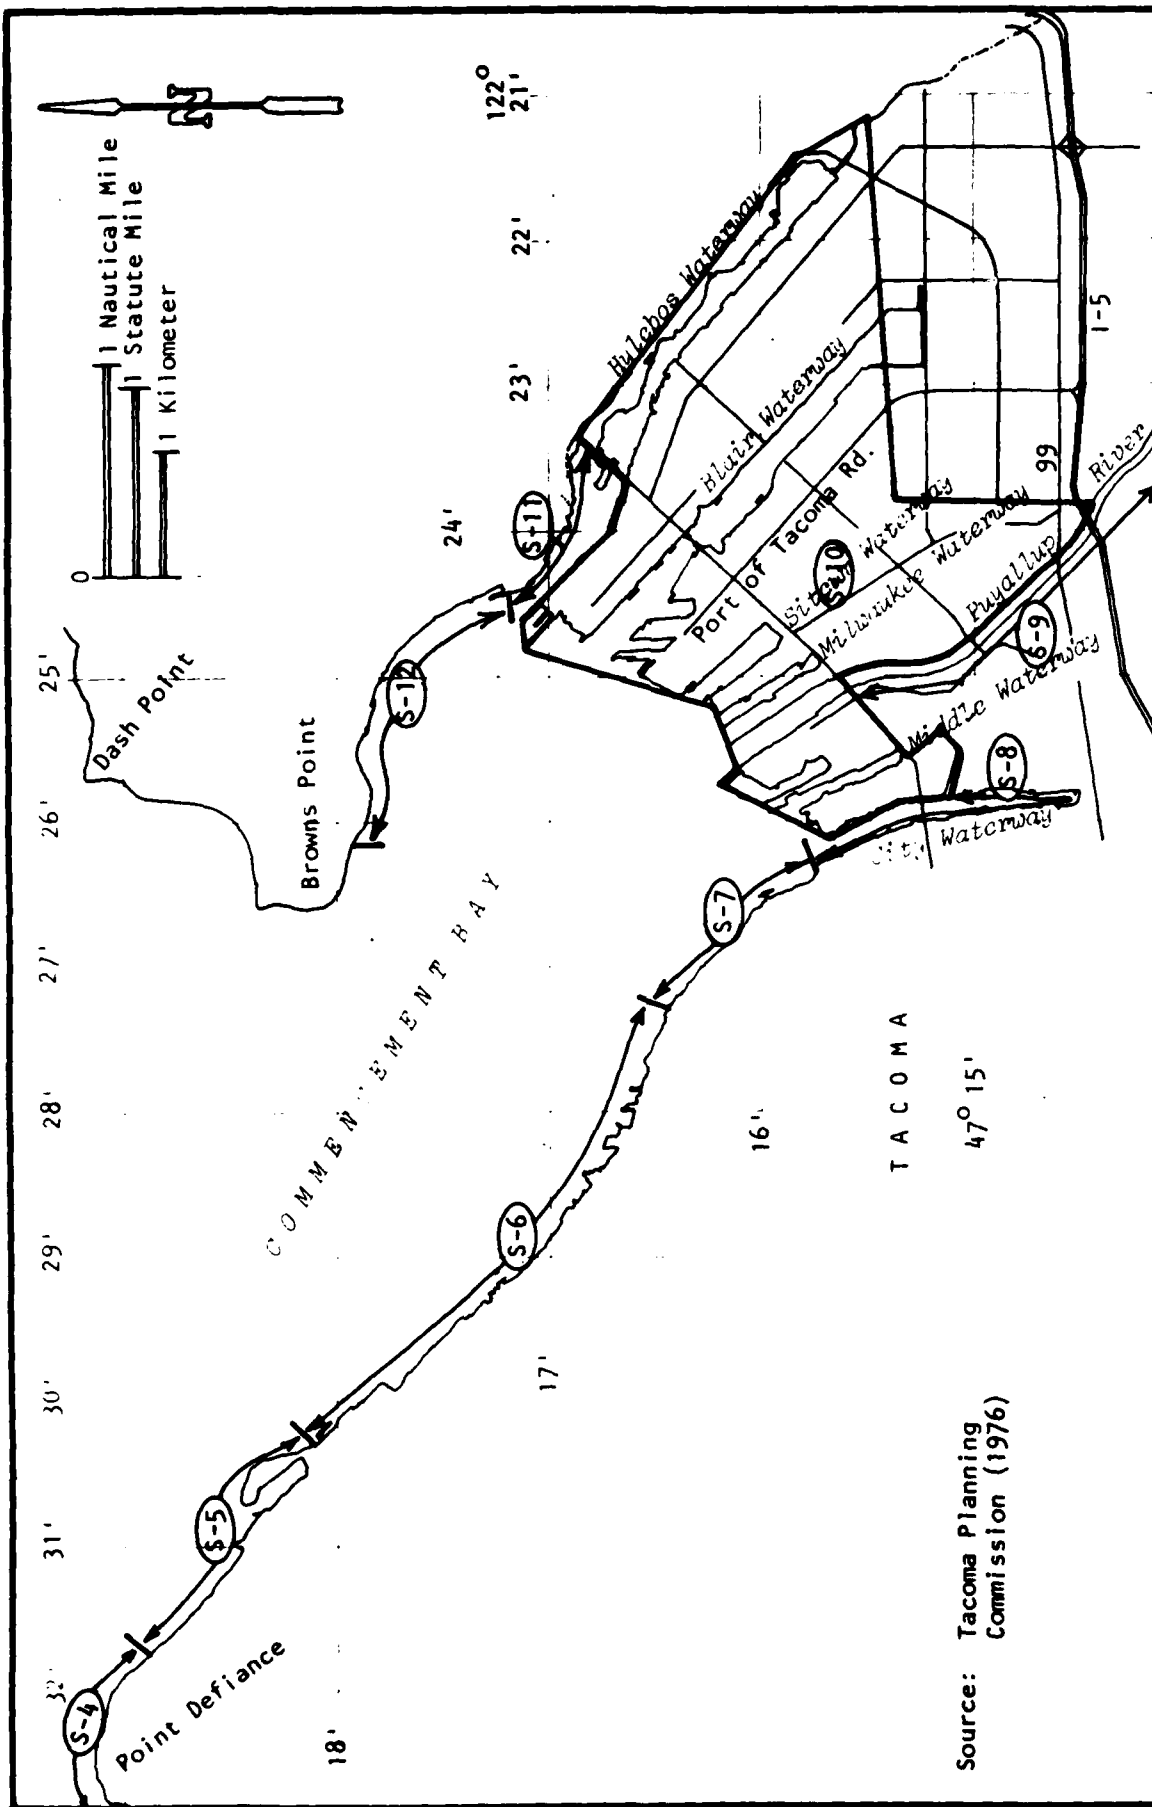 32'
31'
30'
29'
28'
27'
26'
25'
24'
23'
22'
122° 21'
0
1 Nautical Mile
1 Statute Mile
1 Kilometer
N
Dash Point
Browns Point
S-4
Point Defiance
S-5
S-6
S-7
S-8
S-9
S-10
S-11
S-12
18'
17'
16'
47° 15'
COMMENCEMENT BAY
TACOMA
Hylebos Waterway
Blair Waterway
Port of Tacoma Rd.
Sitcum Waterway
Milwaukee Waterway
Puyallup River
Middle Waterway
City Waterway
99
I-5
Source: Tacoma Planning
Commission (1976)